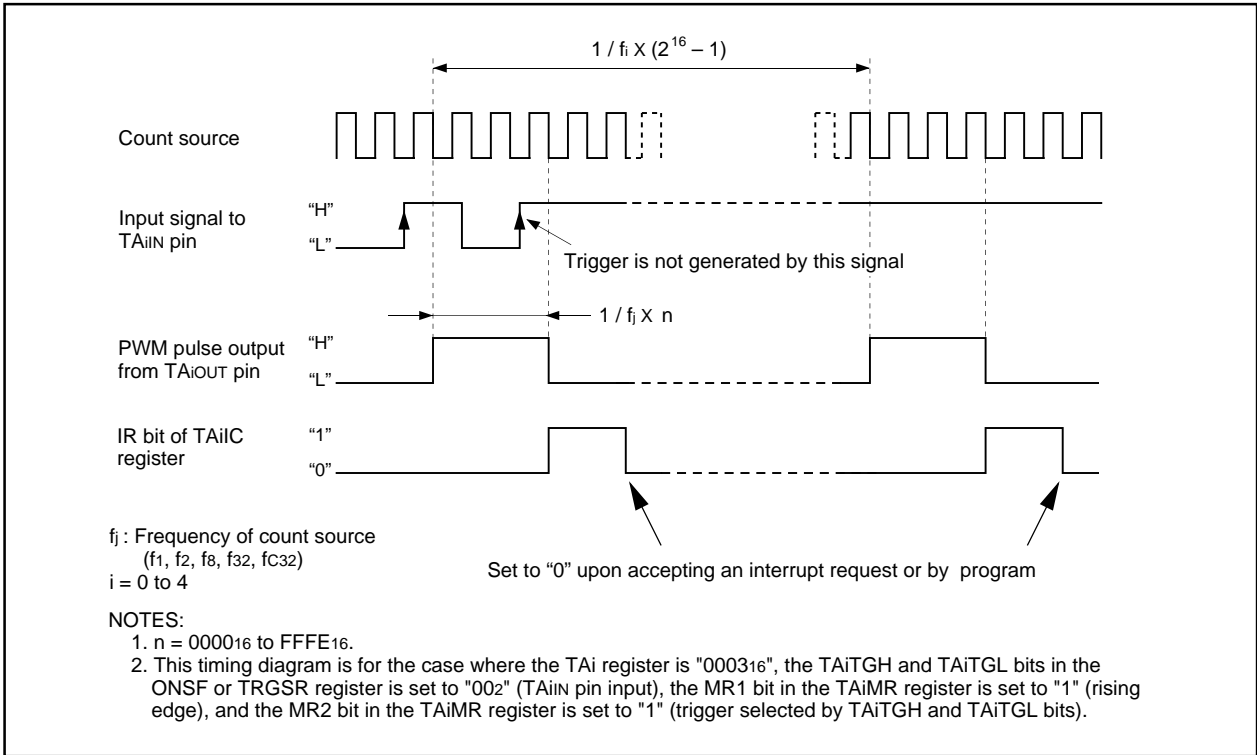 1 / fi X (2^16 – 1)
Count source
Input signal to
TAiIN pin
“H”
“L”
Trigger is not generated by this signal
1 / fj X n
PWM pulse output
from TAiOUT pin
“H”
“L”
IR bit of TAiIC
register
“1”
“0”
fj : Frequency of count source
(f1, f2, f8, f32, fC32)
i = 0 to 4
Set to “0” upon accepting an interrupt request or by program
NOTES:
1. n = 000016 to FFFE16.
2. This timing diagram is for the case where the TAi register is "000316", the TAiTGH and TAiTGL bits in the
ONSF or TRGSR register is set to "002" (TAiIN pin input), the MR1 bit in the TAiMR register is set to "1" (rising
edge), and the MR2 bit in the TAiMR register is set to "1" (trigger selected by TAiTGH and TAiTGL bits).